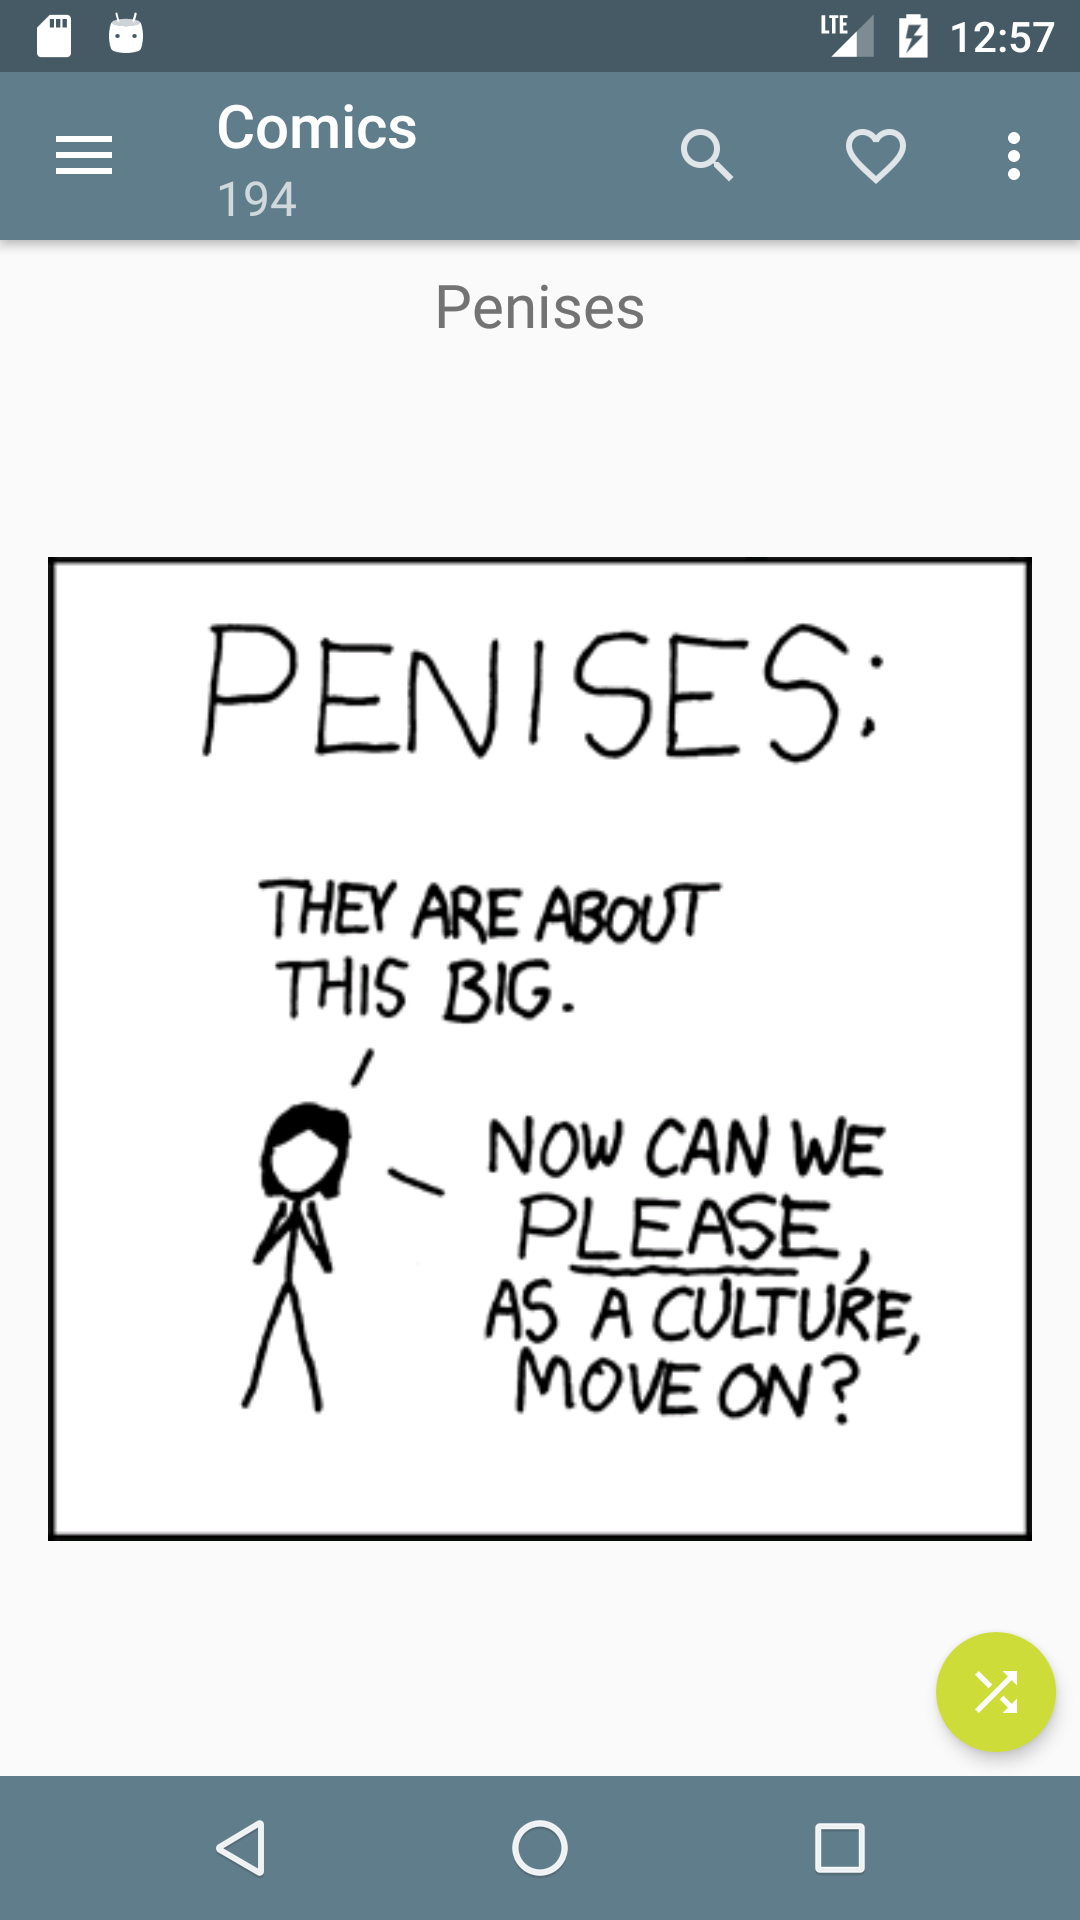 LTE
12:57
Comics
194
Penises
PENISES:
THEY ARE ABOUT
THIS BIG.
NOW CAN WE
PLEASE,
AS A CULTURE,
MOVE ON?